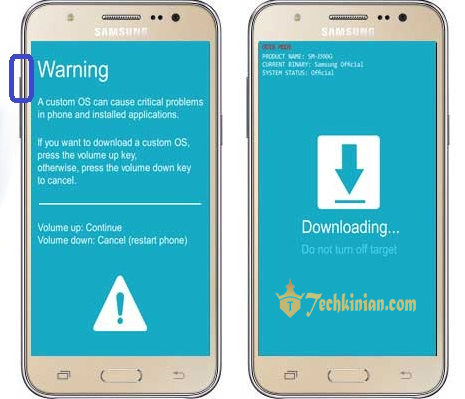 SAMSUNG
Warning
A custom OS can cause critical problems
in phone and installed applications.
If you want to download a custom OS,
press the volume up key,
otherwise, press the volume down key
to cancel.
Volume up: Continue
Volume down: Cancel (restart phone)
SAMSUNG
ODIN MODE
PRODUCT NAME: SM-J500G
CURRENT BINARY: Samsung Official
SYSTEM STATUS: Official
Downloading...
Do not turn off target
Techkinian.com